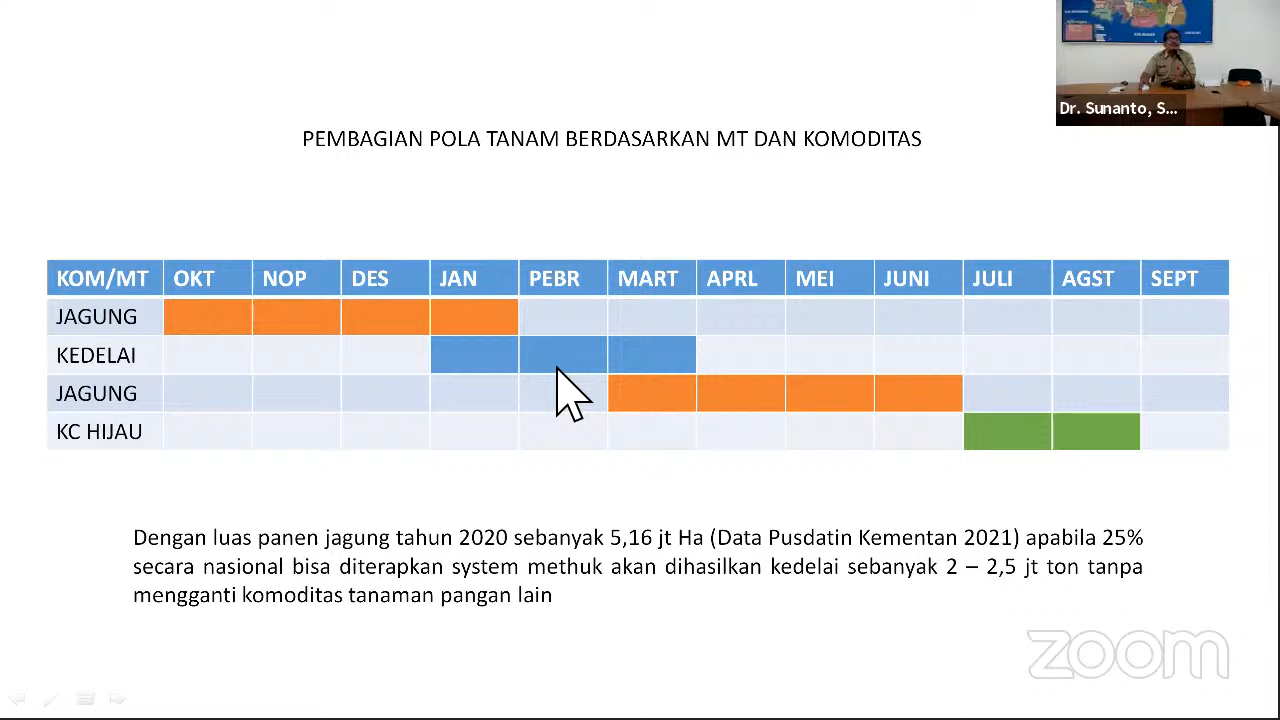 Dr. Sunanto, S...
PEMBAGIAN POLA TANAM BERDASARKAN MT DAN KOMODITAS
KOM/MT OKT NOP DES JAN PEBR MART APRL MEI JUNI JULI AGST SEPT
JAGUNG
KEDELAI
JAGUNG
KC HIJAU
Dengan luas panen jagung tahun 2020 sebanyak 5,16 jt Ha (Data Pusdatin Kementan 2021) apabila 25%
secara nasional bisa diterapkan system methuk akan dihasilkan kedelai sebanyak 2 – 2,5 jt ton tanpa
mengganti komoditas tanaman pangan lain
zoom